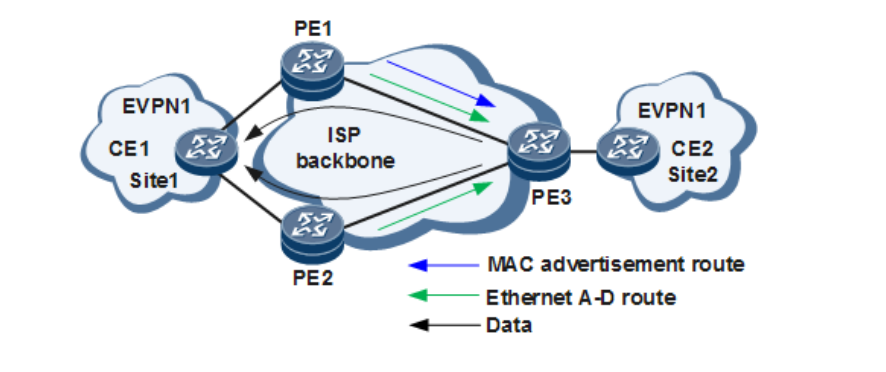 PE1
EVPN1
CE1
Site1
ISP
backbone
EVPN1
CE2
Site2
PE3
PE2
MAC advertisement route
Ethernet A-D route
Data